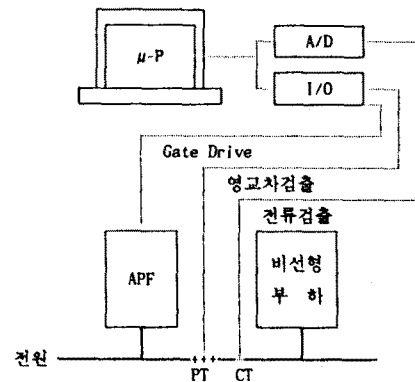 μ-P
A/D
I/O
Gate Drive
영교차검출
전류검출
APF
비선형
부 하
전원
PT
CT